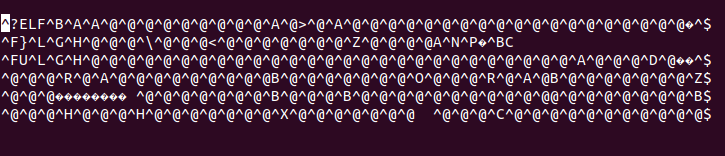 ^?ELF^B^A^A^@^@^@^@^@^@^@^@^@^A^@>^@^A^@^@^@^@^@^@^@^@^@^@^@^@^@^@^@^@^@^@^@�^$
^F}^L^G^H^@^@^@^\^@^@^@<^@^@^@^@^@^@^@^Z^@^@^@^@A^N^P�^BC
^FU^L^G^H^@^@^@^@^@^@^@^@^@^@^@^@^@^@^@^@^@^@^@^@^@^@^@^@^@^@^@^A^@^@^@^D^@��^$
^@^@^@^R^@^A^@^@^@^@^@^@^@^@^@B^@^@^@^@^@^@^@^O^@^@^@^R^@^A^@B^@^@^@^@^@^@^@^Z$
^@^@^@�������� ^@^@^@^@^@^@^@^B^@^@^@^B^@^@^@^@^@^@^@^@^@^@^@@^@^@^@^@^@^@^@^B$
^@^@^@^H^@^@^@^H^@^@^@^@^@^@^@^X^@^@^@^@^@^@^@  ^@^@^@^C^@^@^@^@^@^@^@^@^@^@^@$